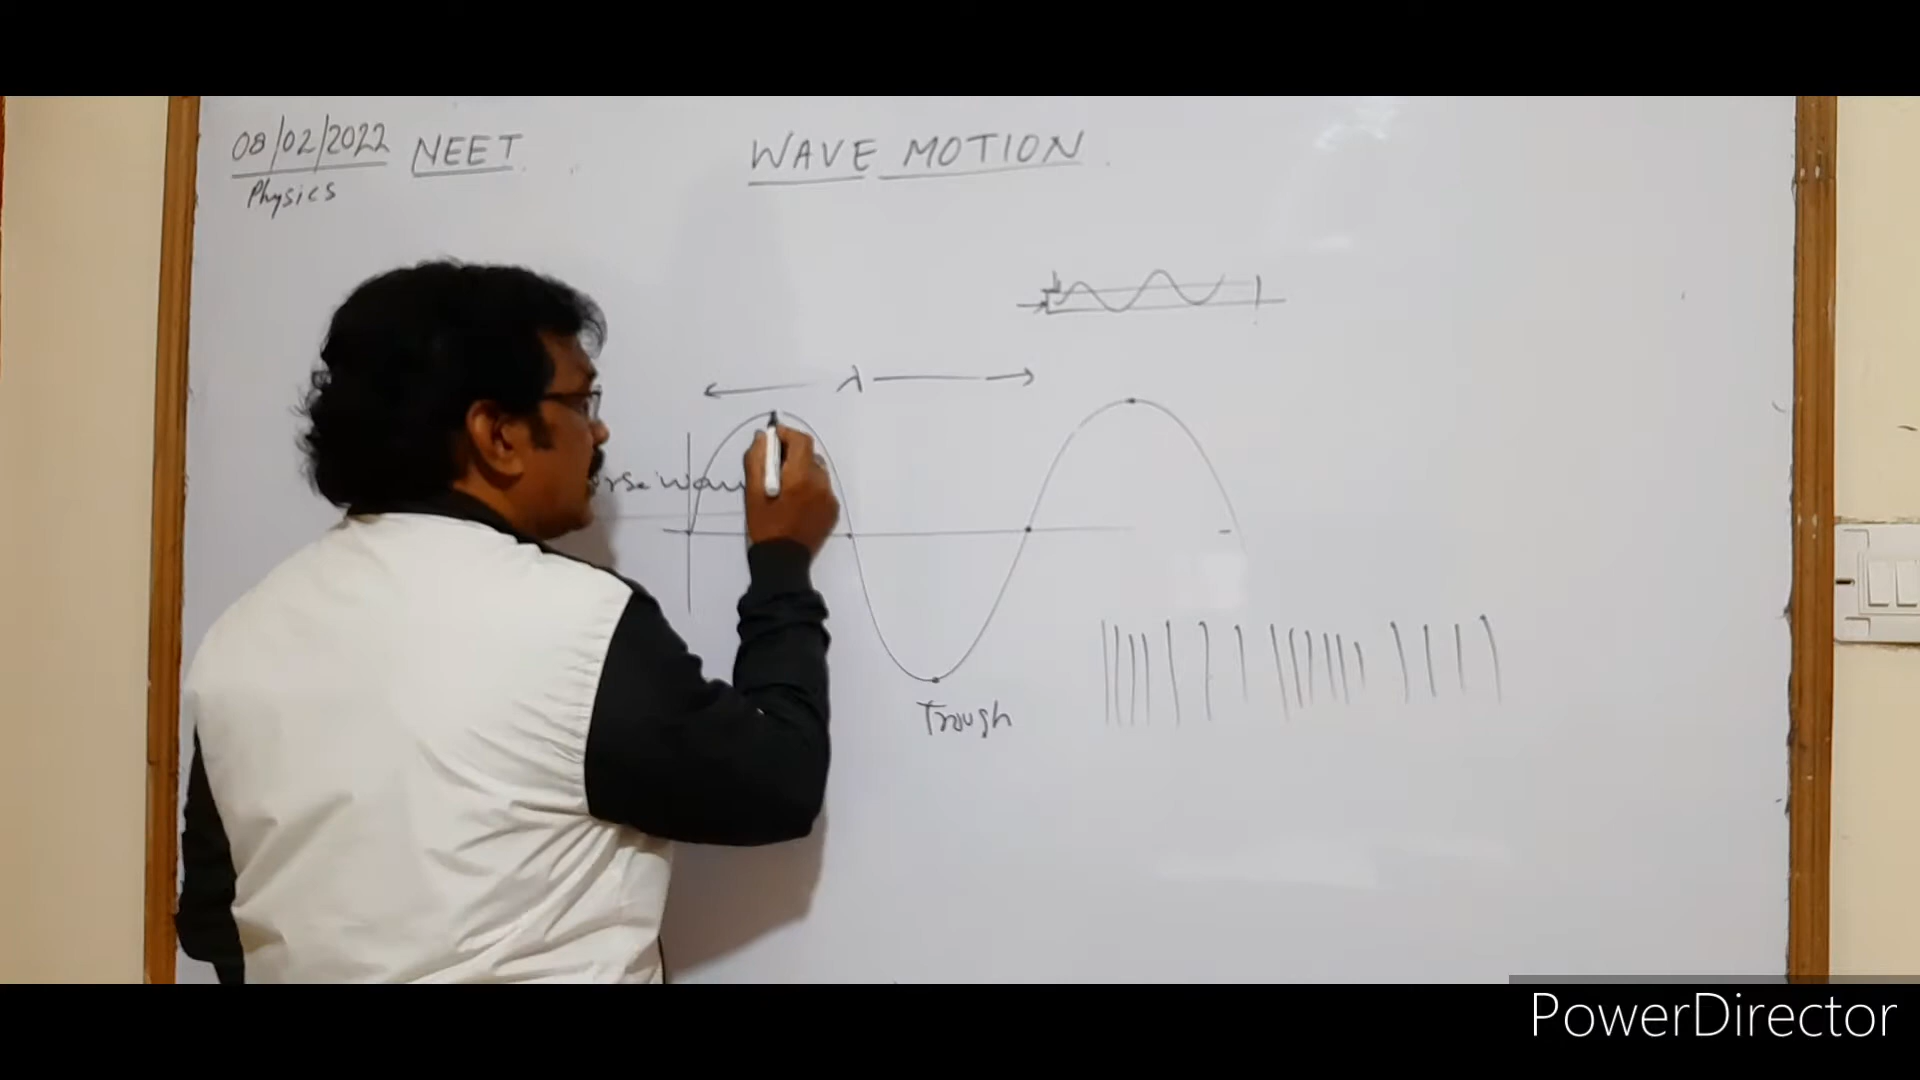 08/02/2022 NEET
Physics
WAVE MOTION
λ
Trough
PowerDirector